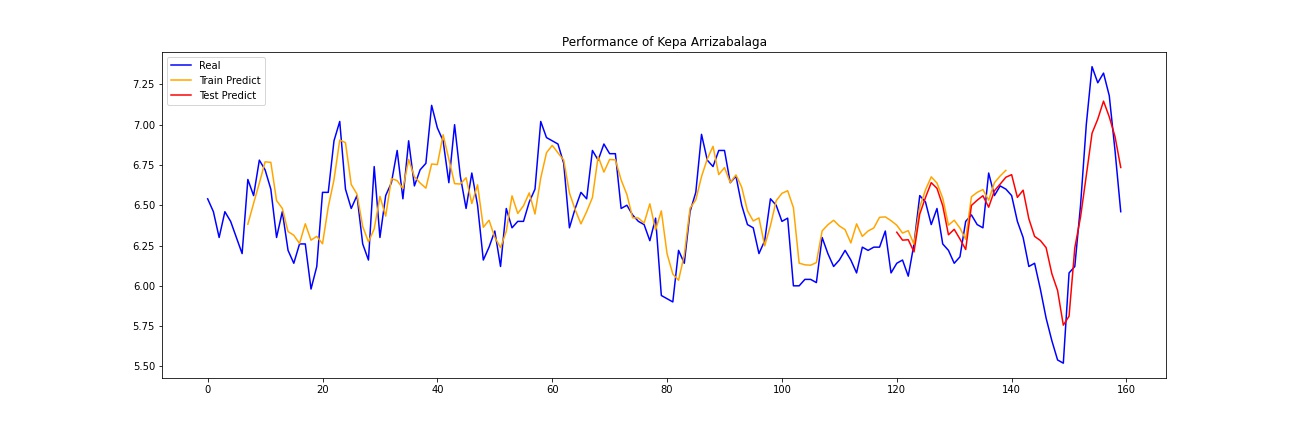 Performance of Kepa Arrizabalaga
Real
Train Predict
Test Predict
7.25
7.00
6.75
6.50
6.25
6.00
5.75
5.50
0 20 40 60 80 100 120 140 160